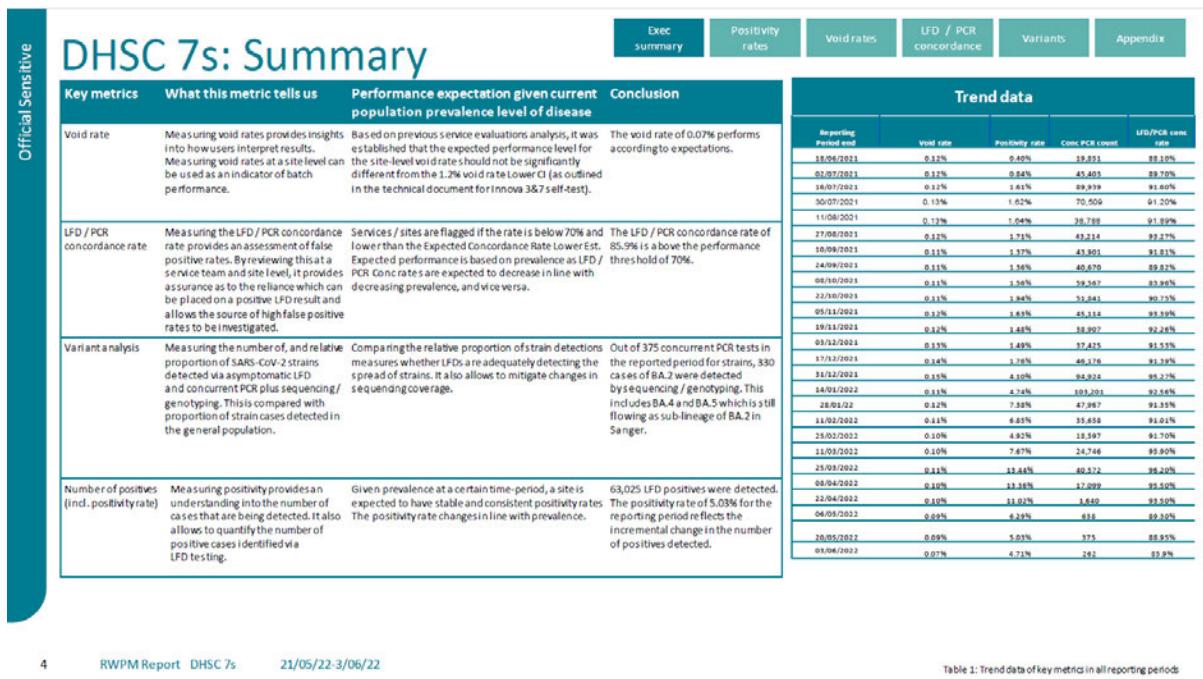 Official Sensitive
DHSC 7s: Summary
Exec
summary
Positivity
rates
Void rates
LFD / PCR
concordance
Variants
Appendix
Key metrics What this metric tells us Performance expectation given current Conclusion
population prevalence level of disease
Void rate
Measuring void rates provides insights
into how users interpret results.
Measuring void rates at a site level can
be used as an indicator of batch
performance.
Based on previous service evaluations analysis, it was
established that the expected performance level for
the site-level void rate should not be significantly
different from the 1.2% void rate Lower CI (as outlined
in the technical document for Innova 3&7 self-test).
The void rate of 0.07% performs
according to expectations.
LFD / PCR
concordance rate
Measuring the LFD / PCR concordance
rate provides an assessment of false
positive rates. By reviewing this at a
service team and site level, it provides
assurance as to the reliance which can
be placed on a positive LFD result and
allows the source of high false positive
rates to be investigated.
Services / sites are flagged if the rate is below 70% and
lower than the Expected Concordance Rate Lower Est.
Expected performance is based on prevalence as LFD /
PCR Conc rates are expected to decrease in line with
decreasing prevalence, and vice versa.
The LFD / PCR concordance rate of
85.9% is above the performance
threshold of 70%.
Variant analysis
Measuring the number of, and relative
proportion of SARS-CoV-2 strains
detected via asymptomatic LFD
and concurrent PCR plus sequencing/
genotyping. This is compared with
proportion of strain cases detected in
the general population.
Comparing the relative proportion of strain detections
measures whether LFDs are adequately detecting the
spread of strains. It also allows to mitigate changes in
sequencing coverage.
Out of 375 concurrent PCR tests in
the reported period for strains, 330
cases of BA.2 were detected
by sequencing / genotyping. This
includes BA.4 and BA.5 which is still
flowing as sub-lineage of BA.2 in
Sanger.
Number of positives
(incl. positivity rate)
Measuring positivity provides an
understanding into the number of
cases that are being detected. It also
allows to quantify the number of
positive cases identified via
LFD testing.
Given prevalence at a certain time-period, a site is
expected to have stable and consistent positivity rates
The positivity rate changes in line with prevalence.
63,025 LFD positives were detected.
The positivity rate of 5.03% for the
reporting period reflects the
incremental change in the number
of positives detected.
Trend data
Reporting
Period end
Void rate
Positivity rate
Conc PCR count
LFD/PCR conc
rate
18/06/2021 0.12% 0.40% 19,851 88.10%
02/07/2021 0.12% 0.84% 45,403 89.70%
16/07/2021 0.12% 1.61% 89,939 91.60%
30/07/2021 0.13% 1.62% 70,509 91.20%
11/08/2021 0.13% 1.64% 38,788 91.89%
27/08/2021 0.12% 1.71% 43,214 93.27%
10/09/2021 0.11% 1.37% 43,901 91.81%
24/09/2021 0.11% 1.36% 40,670 89.82%
08/10/2021 0.11% 1.56% 39,567 83.96%
22/10/2021 0.11% 1.94% 51,841 90.75%
05/11/2021 0.12% 1.63% 45,114 93.39%
19/11/2021 0.12% 1.48% 38,907 92.26%
03/12/2021 0.13% 1.49% 37,425 91.53%
17/12/2021 0.14% 1.76% 46,176 91.39%
31/12/2021 0.15% 4.10% 94,924 95.27%
14/01/2022 0.11% 4.74% 103,201 92.56%
28/01/22 0.12% 7.38% 47,967 91.35%
11/02/2022 0.11% 6.85% 35,658 91.01%
25/02/2022 0.10% 4.92% 18,597 91.70%
11/03/2022 0.10% 7.67% 24,746 95.90%
25/03/2022 0.11% 13.44% 40,572 96.20%
08/04/2022 0.10% 13.36% 17,099 95.50%
22/04/2022 0.10% 11.02% 1,640 93.50%
06/05/2022 0.09% 6.29% 638 89.30%
20/05/2022 0.09% 5.03% 375 88.95%
03/06/2022 0.07% 4.71% 262 85.9%
4 RWPM Report DHSC 7s 21/05/22-3/06/22
Table 1: Trend data of key metrics in all reporting periods